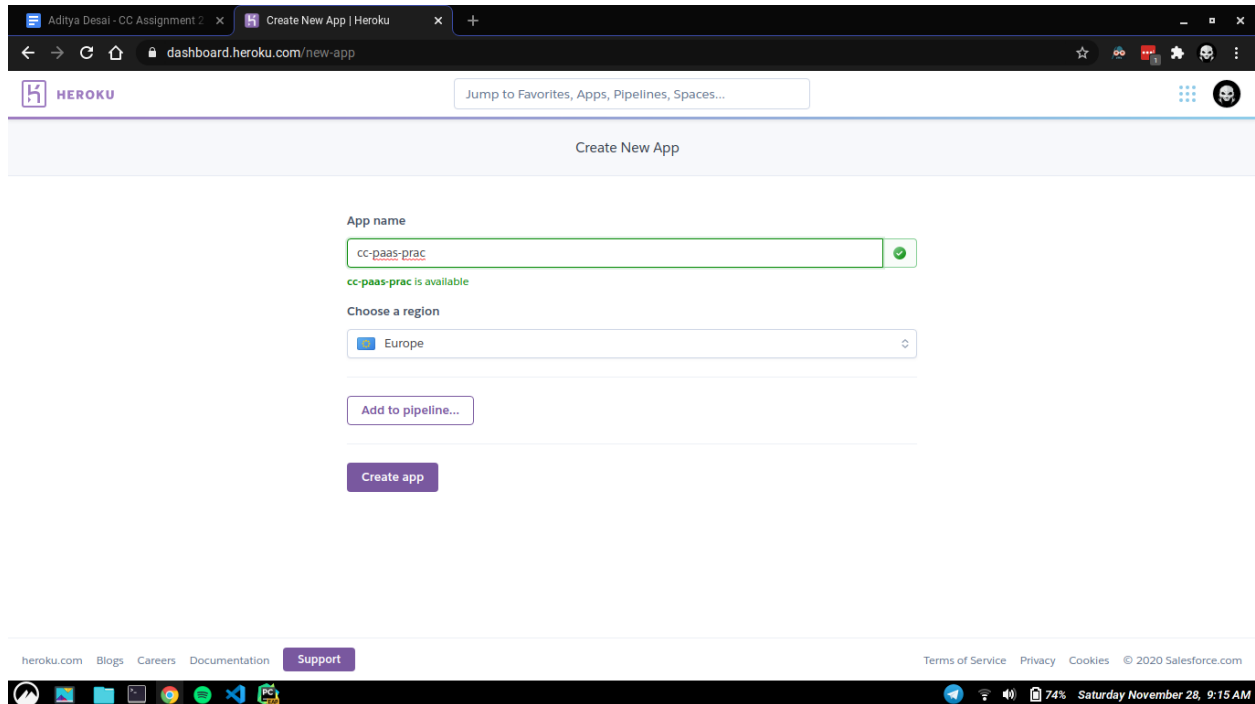 Aditya Desai - CC Assignment 2
Create New App | Heroku
dashboard.heroku.com/new-app
1
HEROKU
Jump to Favorites, Apps, Pipelines, Spaces...
Create New App
App name
cc-paas-prac
cc-paas-prac is available
Choose a region
Europe
Add to pipeline...
Create app
heroku.com Blogs Careers Documentation Support Terms of Service Privacy Cookies © 2020 Salesforce.com
PC 74% Saturday November 28, 9:15 AM